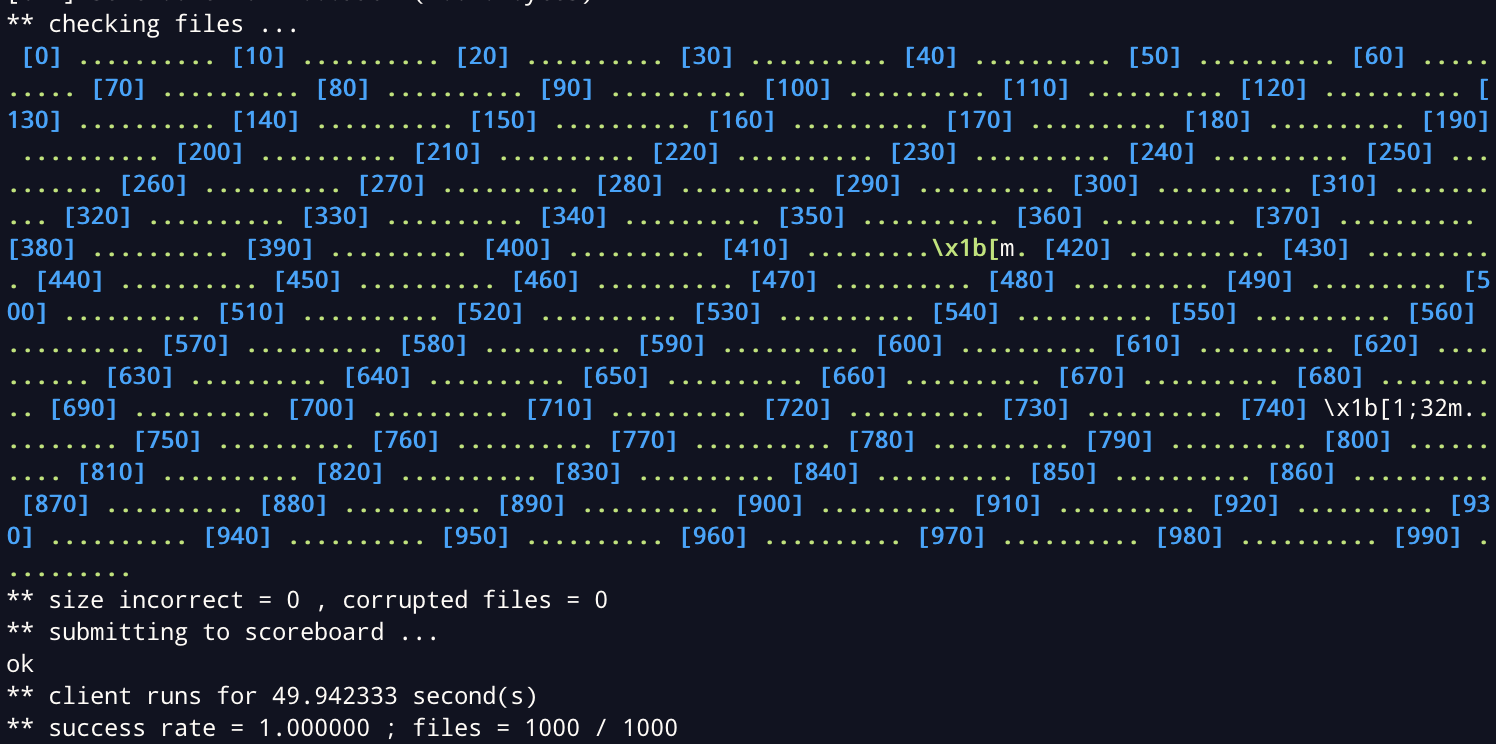 ** checking files ...
 [0] .......... [10] .......... [20] .......... [30] .......... [40] .......... [50] .......... [60] .....
..... [70] .......... [80] .......... [90] .......... [100] .......... [110] .......... [120] .......... [
130] .......... [140] .......... [150] .......... [160] .......... [170] .......... [180] .......... [190]
 .......... [200] .......... [210] .......... [220] .......... [230] .......... [240] .......... [250] ...
....... [260] .......... [270] .......... [280] .......... [290] .......... [300] .......... [310] .......
... [320] .......... [330] .......... [340] .......... [350] .......... [360] .......... [370] ..........
[380] .......... [390] .......... [400] .......... [410] ..........\x1b[m. [420] .......... [430] .........
. [440] .......... [450] .......... [460] .......... [470] .......... [480] .......... [490] .......... [5
00] .......... [510] .......... [520] .......... [530] .......... [540] .......... [550] .......... [560]
.......... [570] .......... [580] .......... [590] .......... [600] .......... [610] .......... [620] ....
...... [630] .......... [640] .......... [650] .......... [660] .......... [670] .......... [680] ........
.. [690] .......... [700] .......... [710] .......... [720] .......... [730] .......... [740] \x1b[1;32m..
........ [750] .......... [760] .......... [770] .......... [780] .......... [790] .......... [800] ......
.... [810] .......... [820] .......... [830] .......... [840] .......... [850] .......... [860] ..........
 [870] .......... [880] .......... [890] .......... [900] .......... [910] .......... [920] .......... [93
0] .......... [940] .......... [950] .......... [960] .......... [970] .......... [980] .......... [990] .
.........
** size incorrect = 0 , corrupted files = 0
** submitting to scoreboard ...
ok
** client runs for 49.942333 second(s)
** success rate = 1.000000 ; files = 1000 / 1000